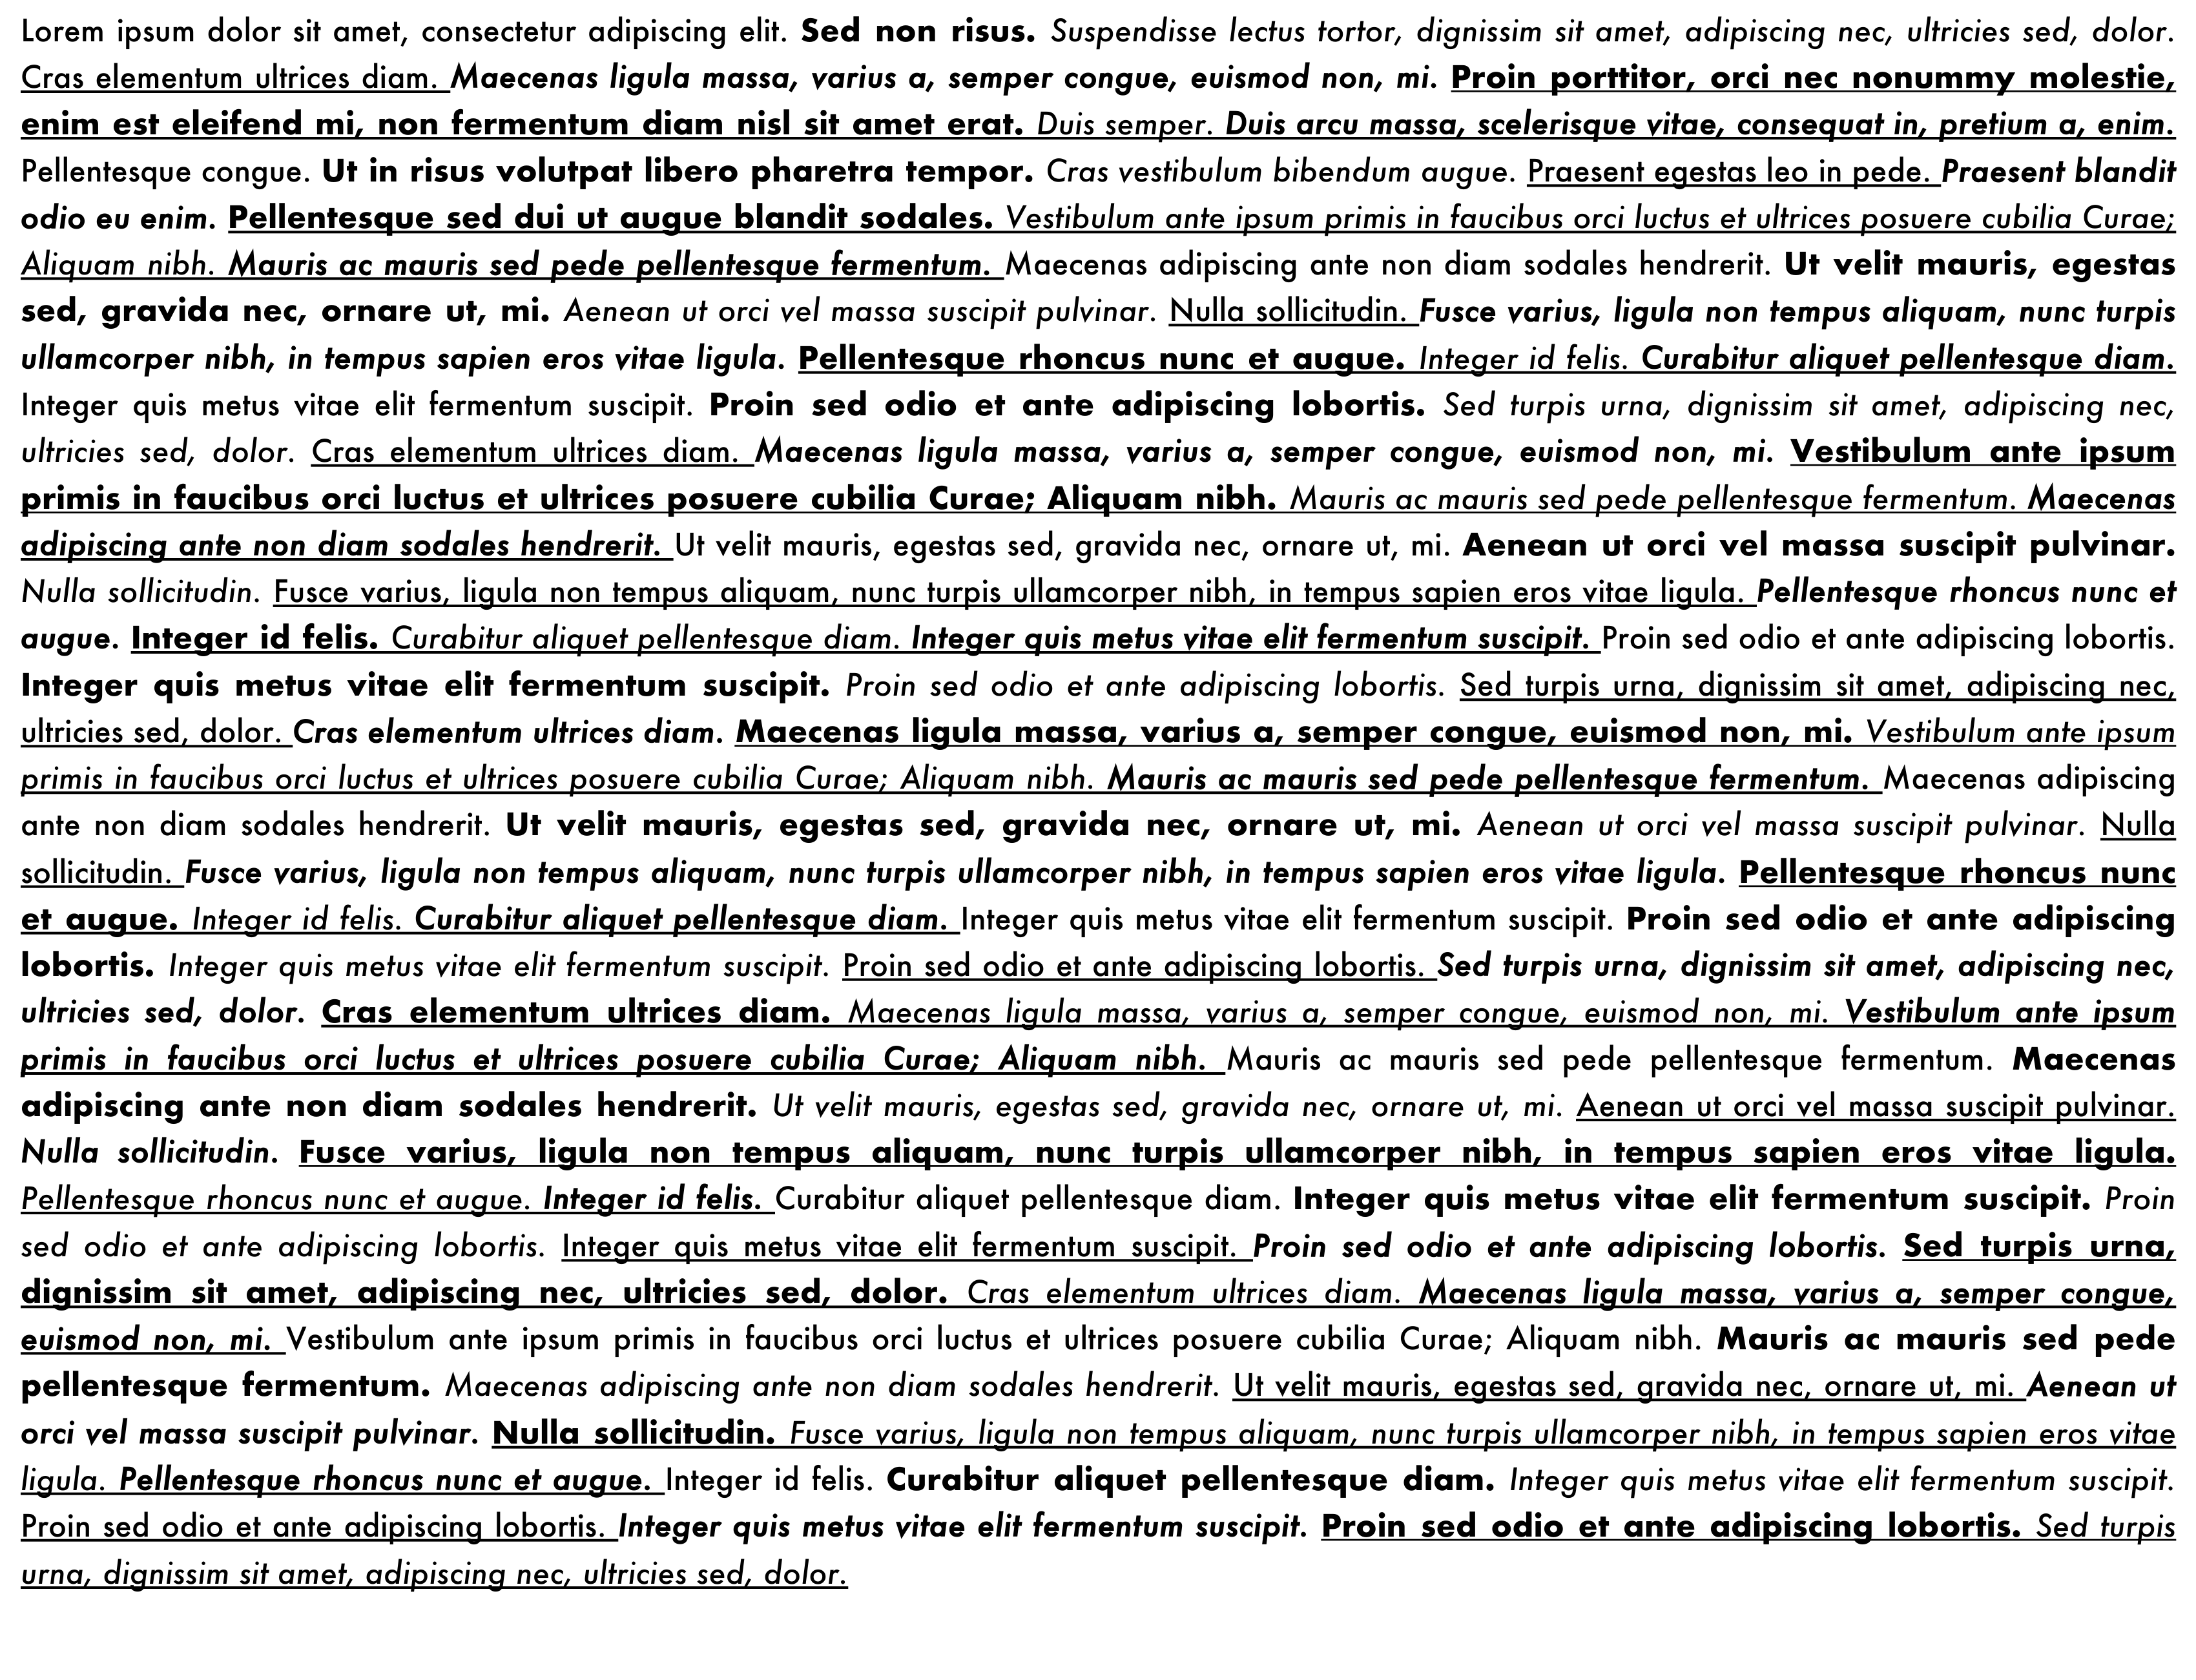 Lorem ipsum dolor sit amet, consectetur adipiscing elit. Sed non risus. Suspendisse lectus tortor, dignissim sit amet, adipiscing nec, ultricies sed, dolor.
Cras elementum ultrices diam. Maecenas ligula massa, varius a, semper congue, euismod non, mi. Proin porttitor, orci nec nonummy molestie,
enim est eleifend mi, non fermentum diam nisl sit amet erat. Duis semper. Duis arcu massa, scelerisque vitae, consequat in, pretium a, enim.
Pellentesque congue. Ut in risus volutpat libero pharetra tempor. Cras vestibulum bibendum augue. Praesent egestas leo in pede. Praesent blandit
odio eu enim. Pellentesque sed dui ut augue blandit sodales. Vestibulum ante ipsum primis in faucibus orci luctus et ultrices posuere cubilia Curae;
Aliquam nibh. Mauris ac mauris sed pede pellentesque fermentum. Maecenas adipiscing ante non diam sodales hendrerit. Ut velit mauris, egestas
sed, gravida nec, ornare ut, mi. Aenean ut orci vel massa suscipit pulvinar. Nulla sollicitudin. Fusce varius, ligula non tempus aliquam, nunc turpis
ullamcorper nibh, in tempus sapien eros vitae ligula. Pellentesque rhoncus nunc et augue. Integer id felis. Curabitur aliquet pellentesque diam.
Integer quis metus vitae elit fermentum suscipit. Proin sed odio et ante adipiscing lobortis. Sed turpis urna, dignissim sit amet, adipiscing nec,
ultricies sed, dolor. Cras elementum ultrices diam. Maecenas ligula massa, varius a, semper congue, euismod non, mi. Vestibulum ante ipsum
primis in faucibus orci luctus et ultrices posuere cubilia Curae; Aliquam nibh. Mauris ac mauris sed pede pellentesque fermentum. Maecenas
adipiscing ante non diam sodales hendrerit. Ut velit mauris, egestas sed, gravida nec, ornare ut, mi. Aenean ut orci vel massa suscipit pulvinar.
Nulla sollicitudin. Fusce varius, ligula non tempus aliquam, nunc turpis ullamcorper nibh, in tempus sapien eros vitae ligula. Pellentesque rhoncus nunc et
augue. Integer id felis. Curabitur aliquet pellentesque diam. Integer quis metus vitae elit fermentum suscipit. Proin sed odio et ante adipiscing lobortis.
Integer quis metus vitae elit fermentum suscipit. Proin sed odio et ante adipiscing lobortis. Sed turpis urna, dignissim sit amet, adipiscing nec,
ultricies sed, dolor. Cras elementum ultrices diam. Maecenas ligula massa, varius a, semper congue, euismod non, mi. Vestibulum ante ipsum
primis in faucibus orci luctus et ultrices posuere cubilia Curae; Aliquam nibh. Mauris ac mauris sed pede pellentesque fermentum. Maecenas adipiscing
ante non diam sodales hendrerit. Ut velit mauris, egestas sed, gravida nec, ornare ut, mi. Aenean ut orci vel massa suscipit pulvinar. Nulla
sollicitudin. Fusce varius, ligula non tempus aliquam, nunc turpis ullamcorper nibh, in tempus sapien eros vitae ligula. Pellentesque rhoncus nunc
et augue. Integer id felis. Curabitur aliquet pellentesque diam. Integer quis metus vitae elit fermentum suscipit. Proin sed odio et ante adipiscing
lobortis. Integer quis metus vitae elit fermentum suscipit. Proin sed odio et ante adipiscing lobortis. Sed turpis urna, dignissim sit amet, adipiscing nec,
ultricies sed, dolor. Cras elementum ultrices diam. Maecenas ligula massa, varius a, semper congue, euismod non, mi. Vestibulum ante ipsum
primis in faucibus orci luctus et ultrices posuere cubilia Curae; Aliquam nibh. Mauris ac mauris sed pede pellentesque fermentum. Maecenas
adipiscing ante non diam sodales hendrerit. Ut velit mauris, egestas sed, gravida nec, ornare ut, mi. Aenean ut orci vel massa suscipit pulvinar.
Nulla sollicitudin. Fusce varius, ligula non tempus aliquam, nunc turpis ullamcorper nibh, in tempus sapien eros vitae ligula.
Pellentesque rhoncus nunc et augue. Integer id felis. Curabitur aliquet pellentesque diam. Integer quis metus vitae elit fermentum suscipit. Proin
sed odio et ante adipiscing lobortis. Integer quis metus vitae elit fermentum suscipit. Proin sed odio et ante adipiscing lobortis. Sed turpis urna,
dignissim sit amet, adipiscing nec, ultricies sed, dolor. Cras elementum ultrices diam. Maecenas ligula massa, varius a, semper congue,
euismod non, mi. Vestibulum ante ipsum primis in faucibus orci luctus et ultrices posuere cubilia Curae; Aliquam nibh. Mauris ac mauris sed pede
pellentesque fermentum. Maecenas adipiscing ante non diam sodales hendrerit. Ut velit mauris, egestas sed, gravida nec, ornare ut, mi. Aenean ut
orci vel massa suscipit pulvinar. Nulla sollicitudin. Fusce varius, ligula non tempus aliquam, nunc turpis ullamcorper nibh, in tempus sapien eros vitae
ligula. Pellentesque rhoncus nunc et augue. Integer id felis. Curabitur aliquet pellentesque diam. Integer quis metus vitae elit fermentum suscipit.
Proin sed odio et ante adipiscing lobortis. Integer quis metus vitae elit fermentum suscipit. Proin sed odio et ante adipiscing lobortis. Sed turpis
urna, dignissim sit amet, adipiscing nec, ultricies sed, dolor.